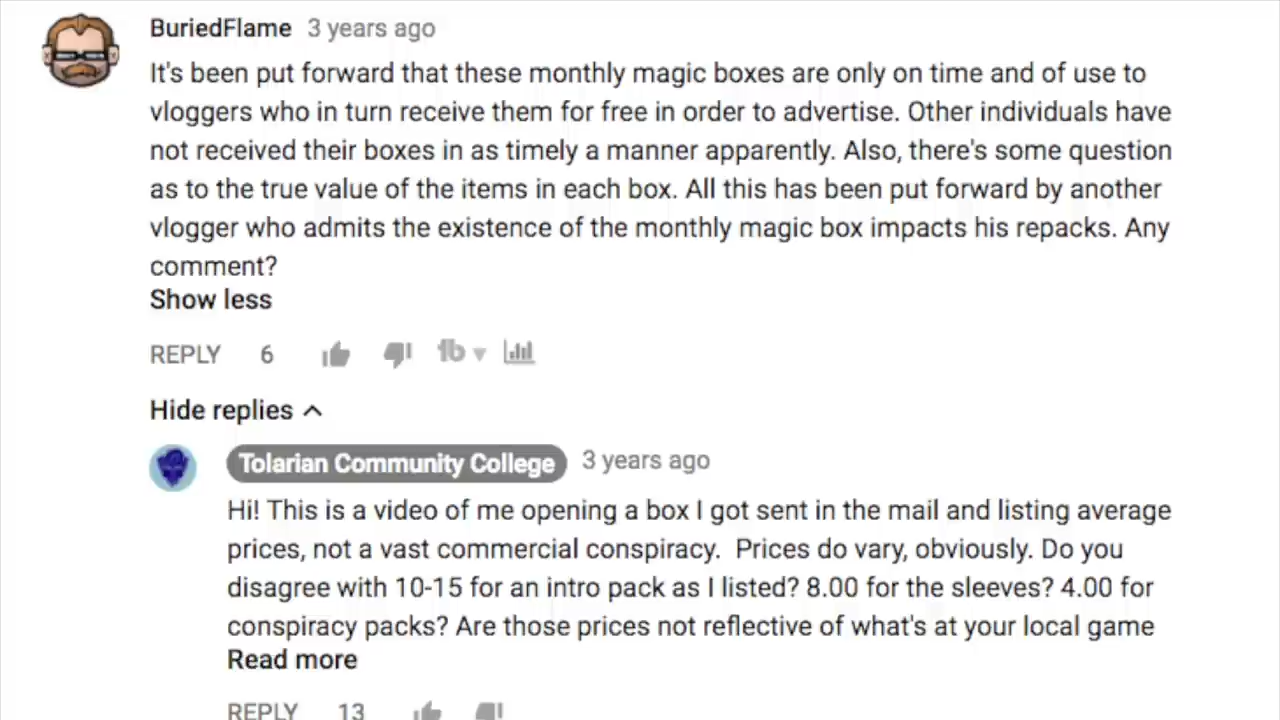 BuriedFlame 3 years ago
It's been put forward that these monthly magic boxes are only on time and of use to
vloggers who in turn receive them for free in order to advertise. Other individuals have
not received their boxes in as timely a manner apparently. Also, there's some question
as to the true value of the items in each box. All this has been put forward by another
vlogger who admits the existence of the monthly magic box impacts his repacks. Any
comment?
Show less
REPLY 6
Hide replies
Tolarian Community College 3 years ago
Hi! This is a video of me opening a box I got sent in the mail and listing average
prices, not a vast commercial conspiracy.  Prices do vary, obviously. Do you
disagree with 10-15 for an intro pack as I listed? 8.00 for the sleeves? 4.00 for
conspiracy packs? Are those prices not reflective of what's at your local game
Read more
REPLY 13